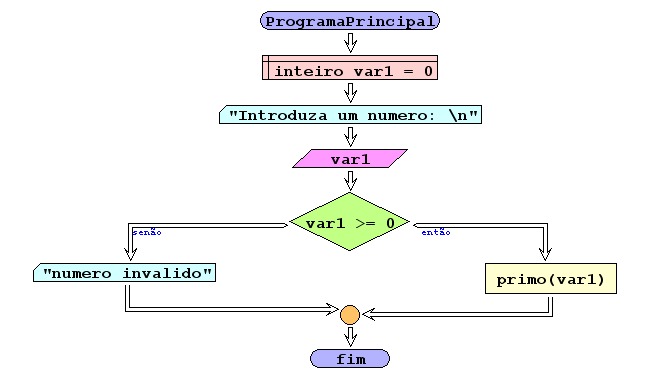 ProgramaPrincipal
inteiro var1 = 0
"Introduza um numero: \n"
var1
var1 >= 0
senão
então
"numero invalido"
primo(var1)
fim